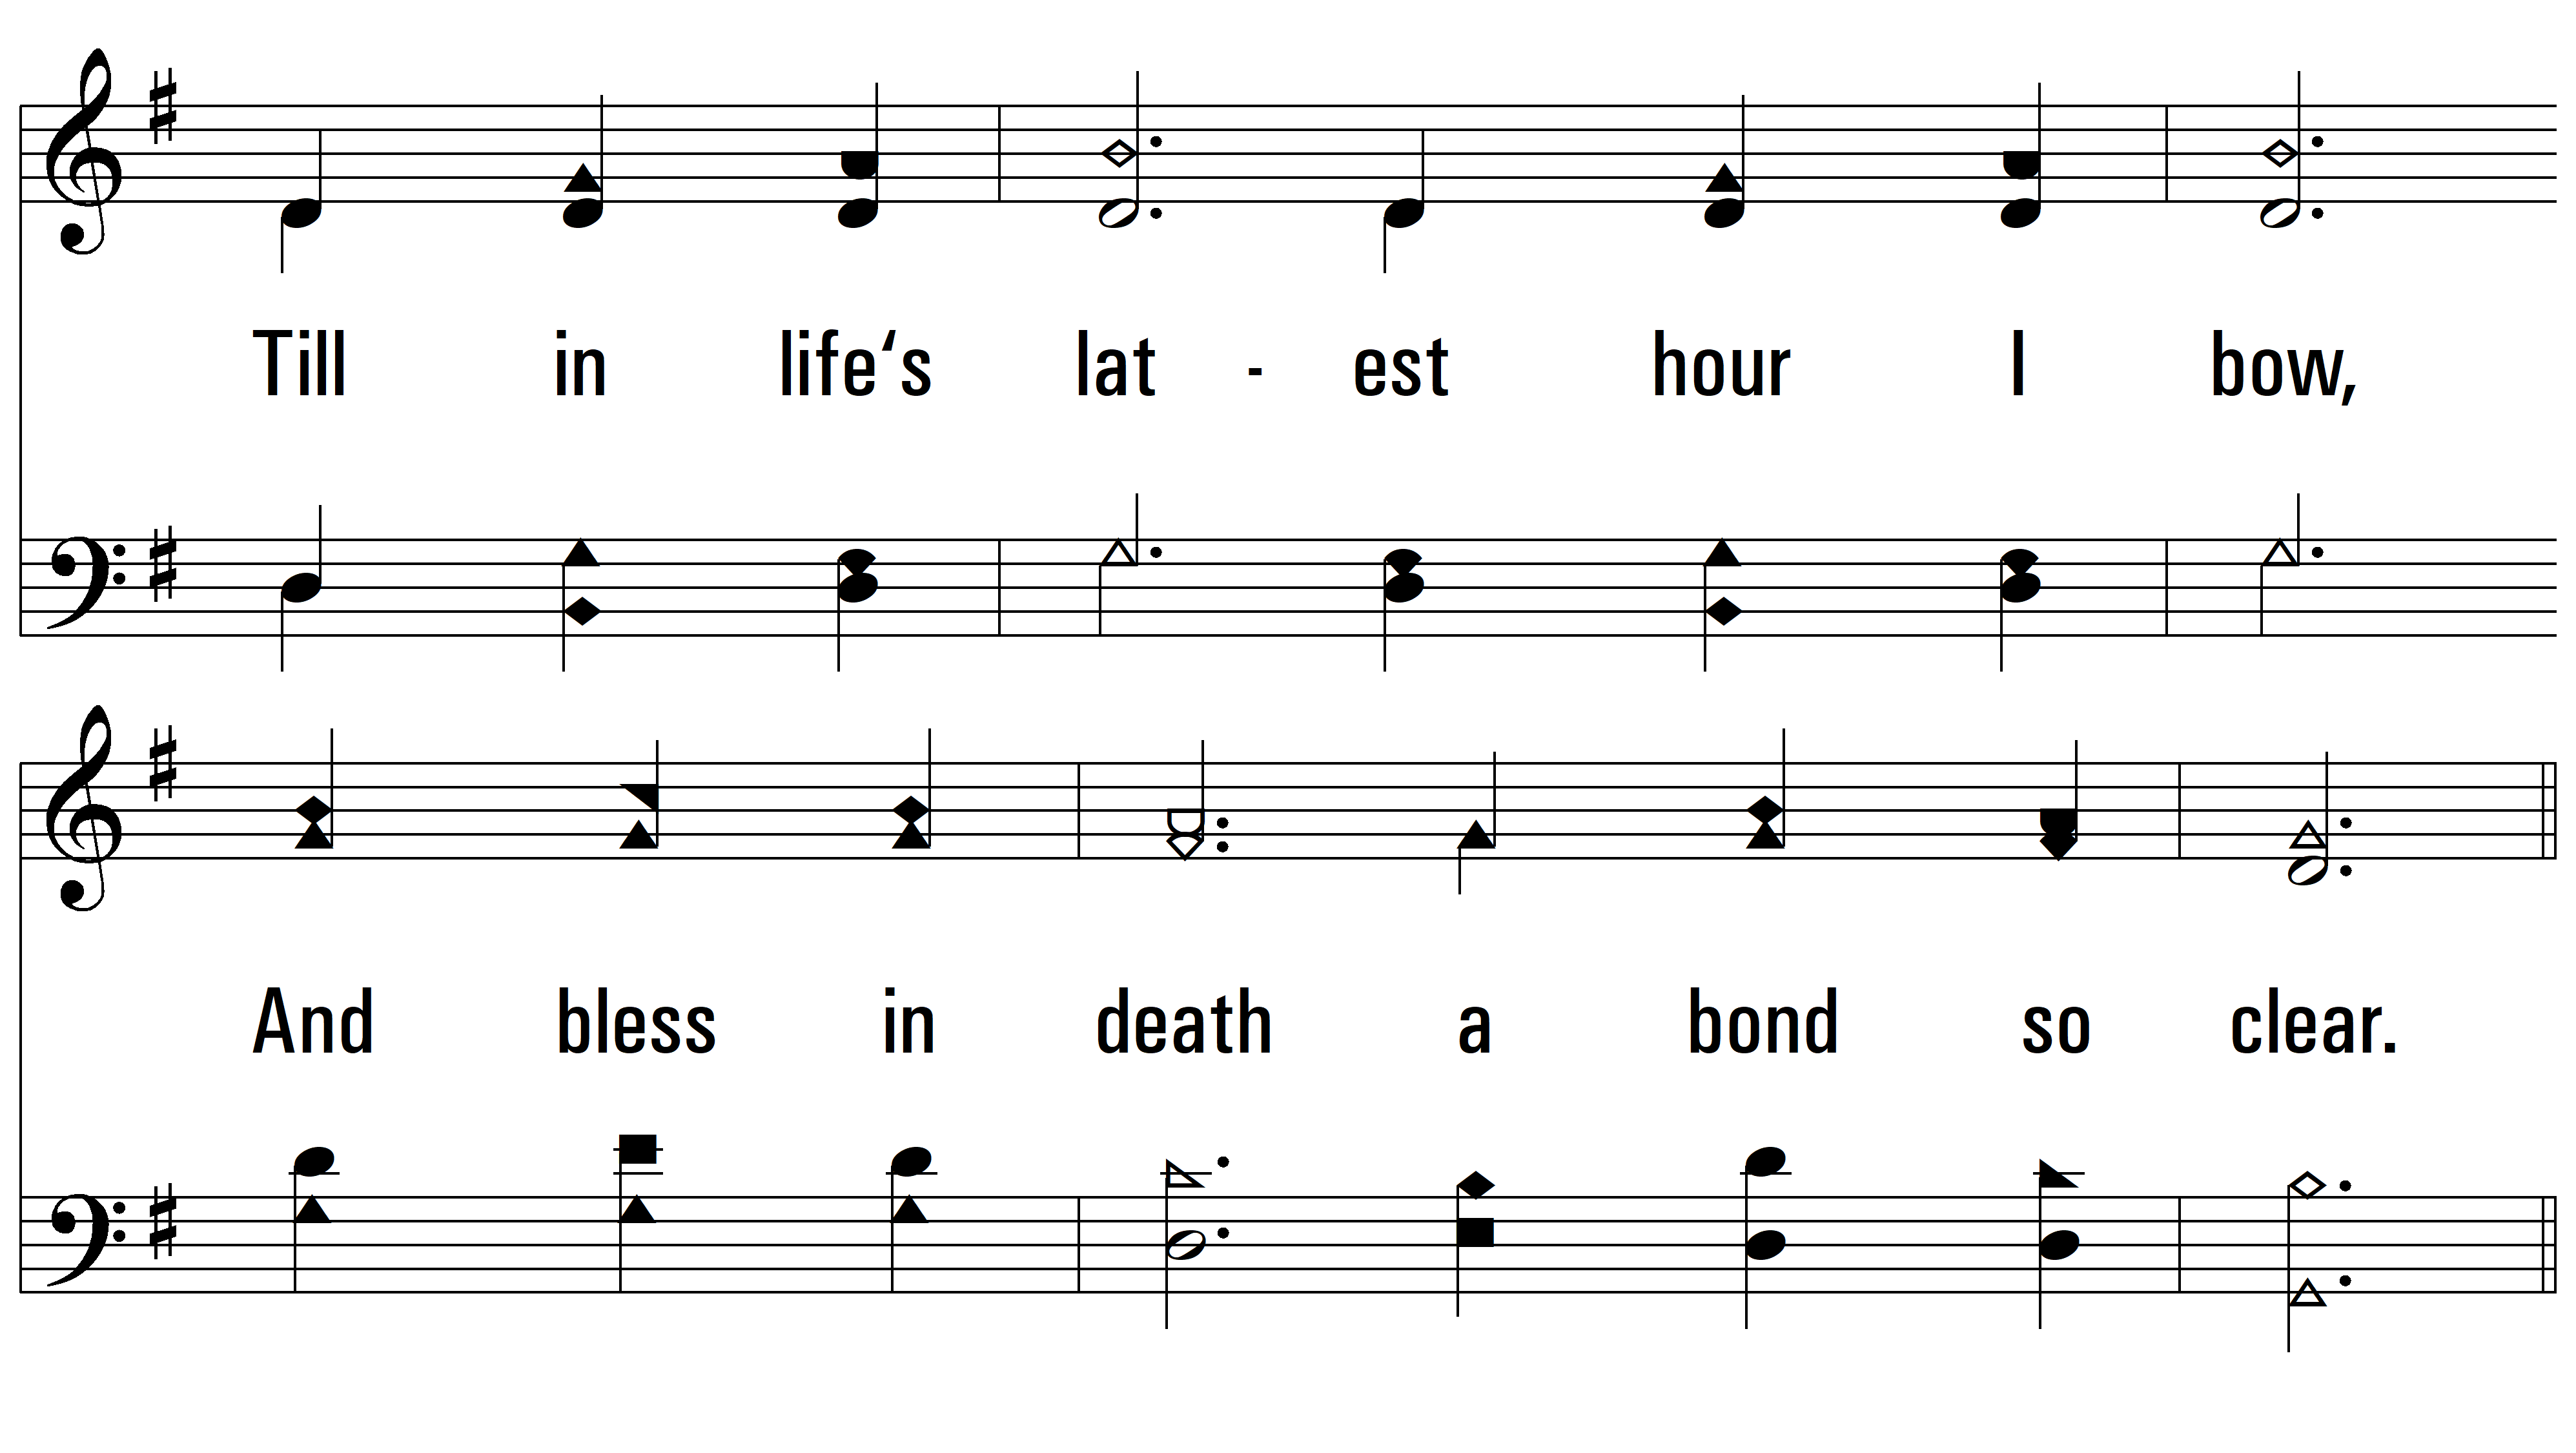 Till in life‘s lat - est hour I bow,
And bless in death a bond so clear.